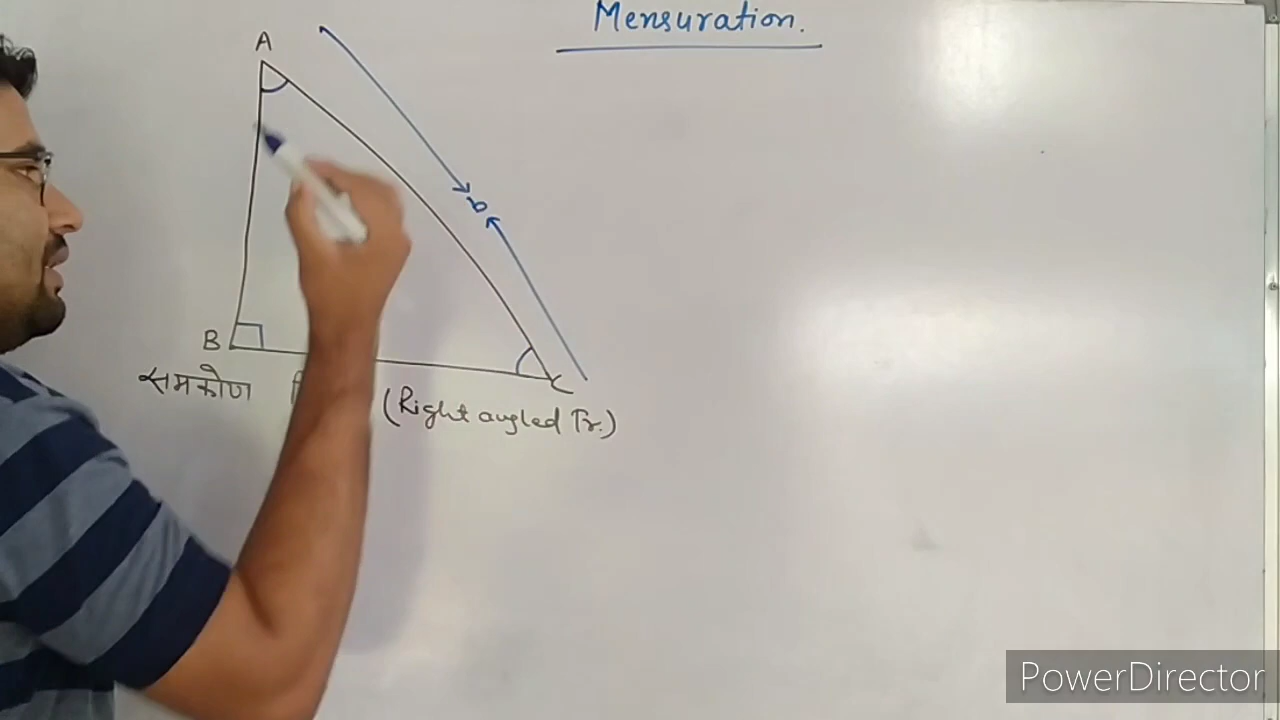 Mensuration.
A
b
B
C
समकोण (Right angled Tr.)
PowerDirector